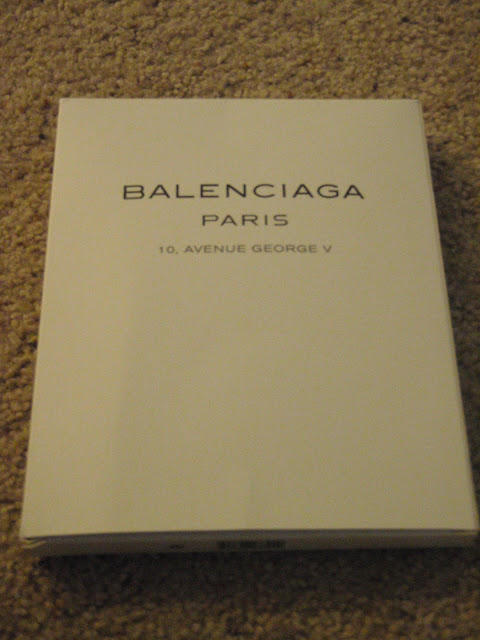 BALENCIAGA
PARIS
10, AVENUE GEORGE V